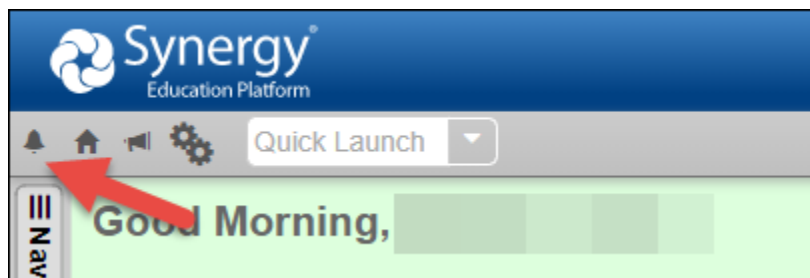 Synergy®
Education Platform
Quick Launch
Good Morning,
Nav